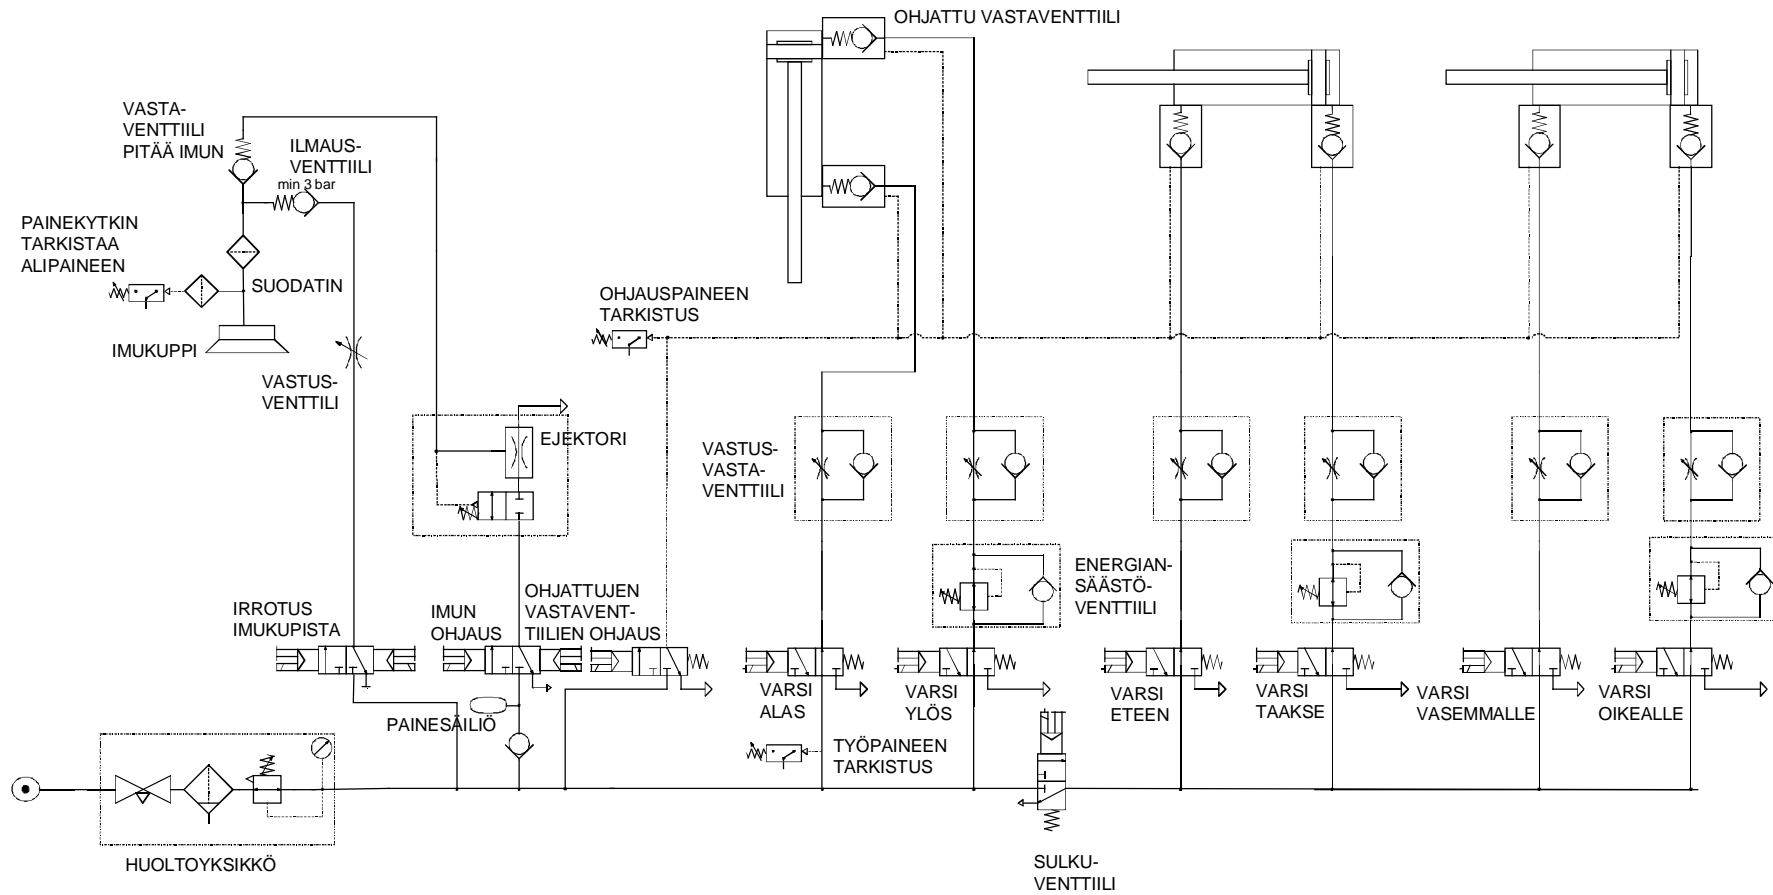 OHJATTU VASTAVENTTIILI
VASTA-
VENTTIILI
PITÄÄ IMUN
ILMAUS-
VENTTIILI
min 3 bar
PAINEKYTKIN
TARKISTAA
ALIPAINEEN
SUODATIN
IMUKUPPI
VASTUS-
VENTTILI
OHJAUSPAINEEN
TARKISTUS
EJEKTORI
VASTUS-
VASTA-
VENTTIILI
ENERGIAN-
SÄÄSTÖ-
VENTTIILI
IRROTUS
IMUKUPISTA
IMUN
OHJAUS
OHJATTUJEN
VASTAVENT-
TIILIEN OHJAUS
PAINESÄILIÖ
VARSI
ALAS
VARSI
YLÖS
VARSI
ETEEN
VARSI
TAAKSE
VARSI
VASEMMALLE
VARSI
OIKEALLE
TYÖPAINEEN
TARKISTUS
HUOLTOYKSIKKÖ
SULKU-
VENTTIILI